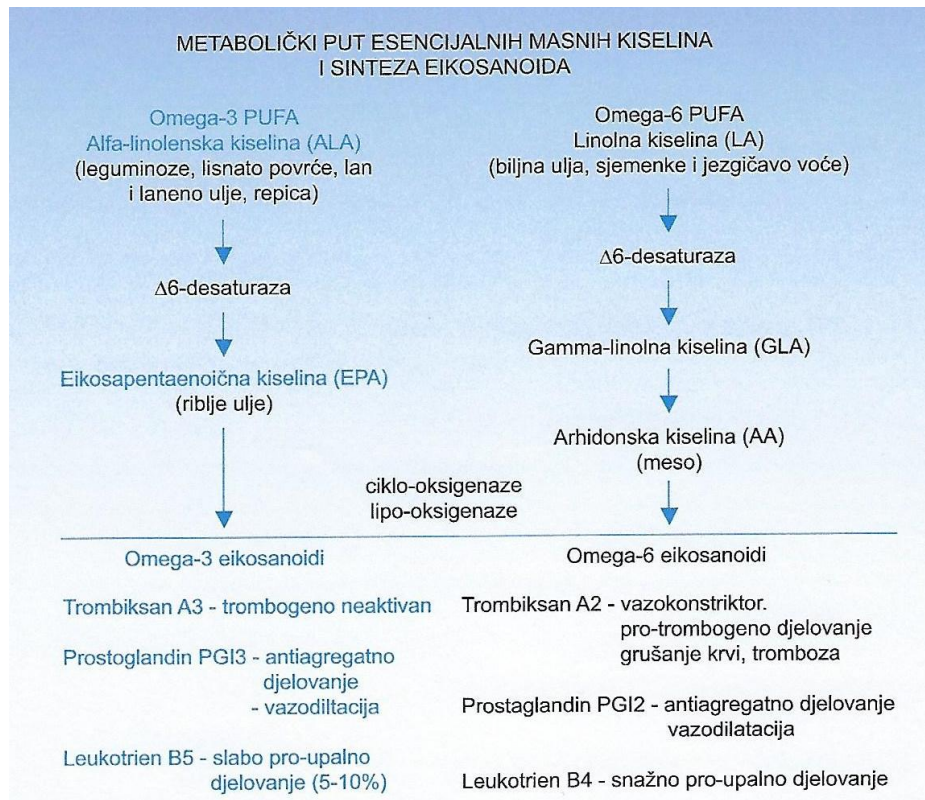 METABOLIČKI PUT ESENCIJALNIH MASNIH KISELINA
I SINTEZA EIKOSANOIDA
Omega-3 PUFA
Alfa-linolenska kiselina (ALA)
(leguminoze, lisnato povrće, lan
i laneno ulje, repica)
Δ6-desaturaza
Eikosapentaenoična kiselina (EPA)
(riblje ulje)
Omega-6 PUFA
Linolna kiselina (LA)
(biljna ulja, sjemenke i jezgičavo voće)
Δ6-desaturaza
Gamma-linolna kiselina (GLA)
Arhidonska kiselina (AA)
(meso)
ciklo-oksigenaze
lipo-oksigenaze
Omega-3 eikosanoidi
Trombiksan A3 - trombogeno neaktivan
Prostoglandin PGI3 - antiagregatno
djelovanje
- vazodiltacija
Leukotrien B5 - slabo pro-upalno
djelovanje (5-10%)
Omega-6 eikosanoidi
Trombiksan A2 - vazokonstriktor.
pro-trombogeno djelovanje
grušanje krvi, tromboza
Prostaglandin PGI2 - antiagregatno djelovanje
vazodilatacija
Leukotrien B4 - snažno pro-upalno djelovanje